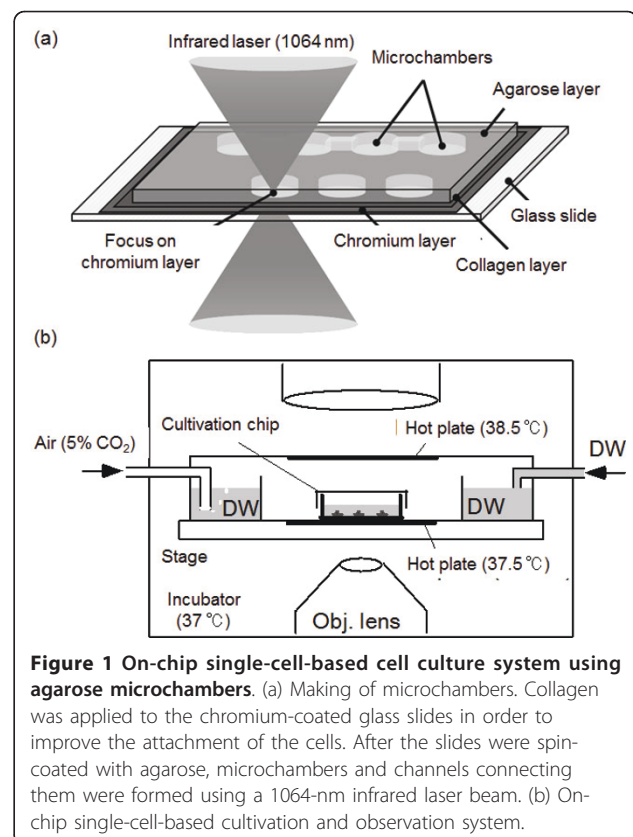 (a)
Infrared laser (1064 nm)
Microchambers
Agarose layer
Glass slide
Focus on
chromium layer
Chromium layer
Collagen layer
(b)
Cultivation chip
Hot plate (38.5 ℃)
Air (5% CO₂)
DW
DW
DW
Stage
Hot plate (37.5 ℃)
Incubator
(37 ℃)
Obj. lens
Figure 1 On-chip single-cell-based cell culture system using
agarose microchambers. (a) Making of microchambers. Collagen
was applied to the chromium-coated glass slides in order to
improve the attachment of the cells. After the slides were spin-
coated with agarose, microchambers and channels connecting
them were formed using a 1064-nm infrared laser beam. (b) On-
chip single-cell-based cultivation and observation system.